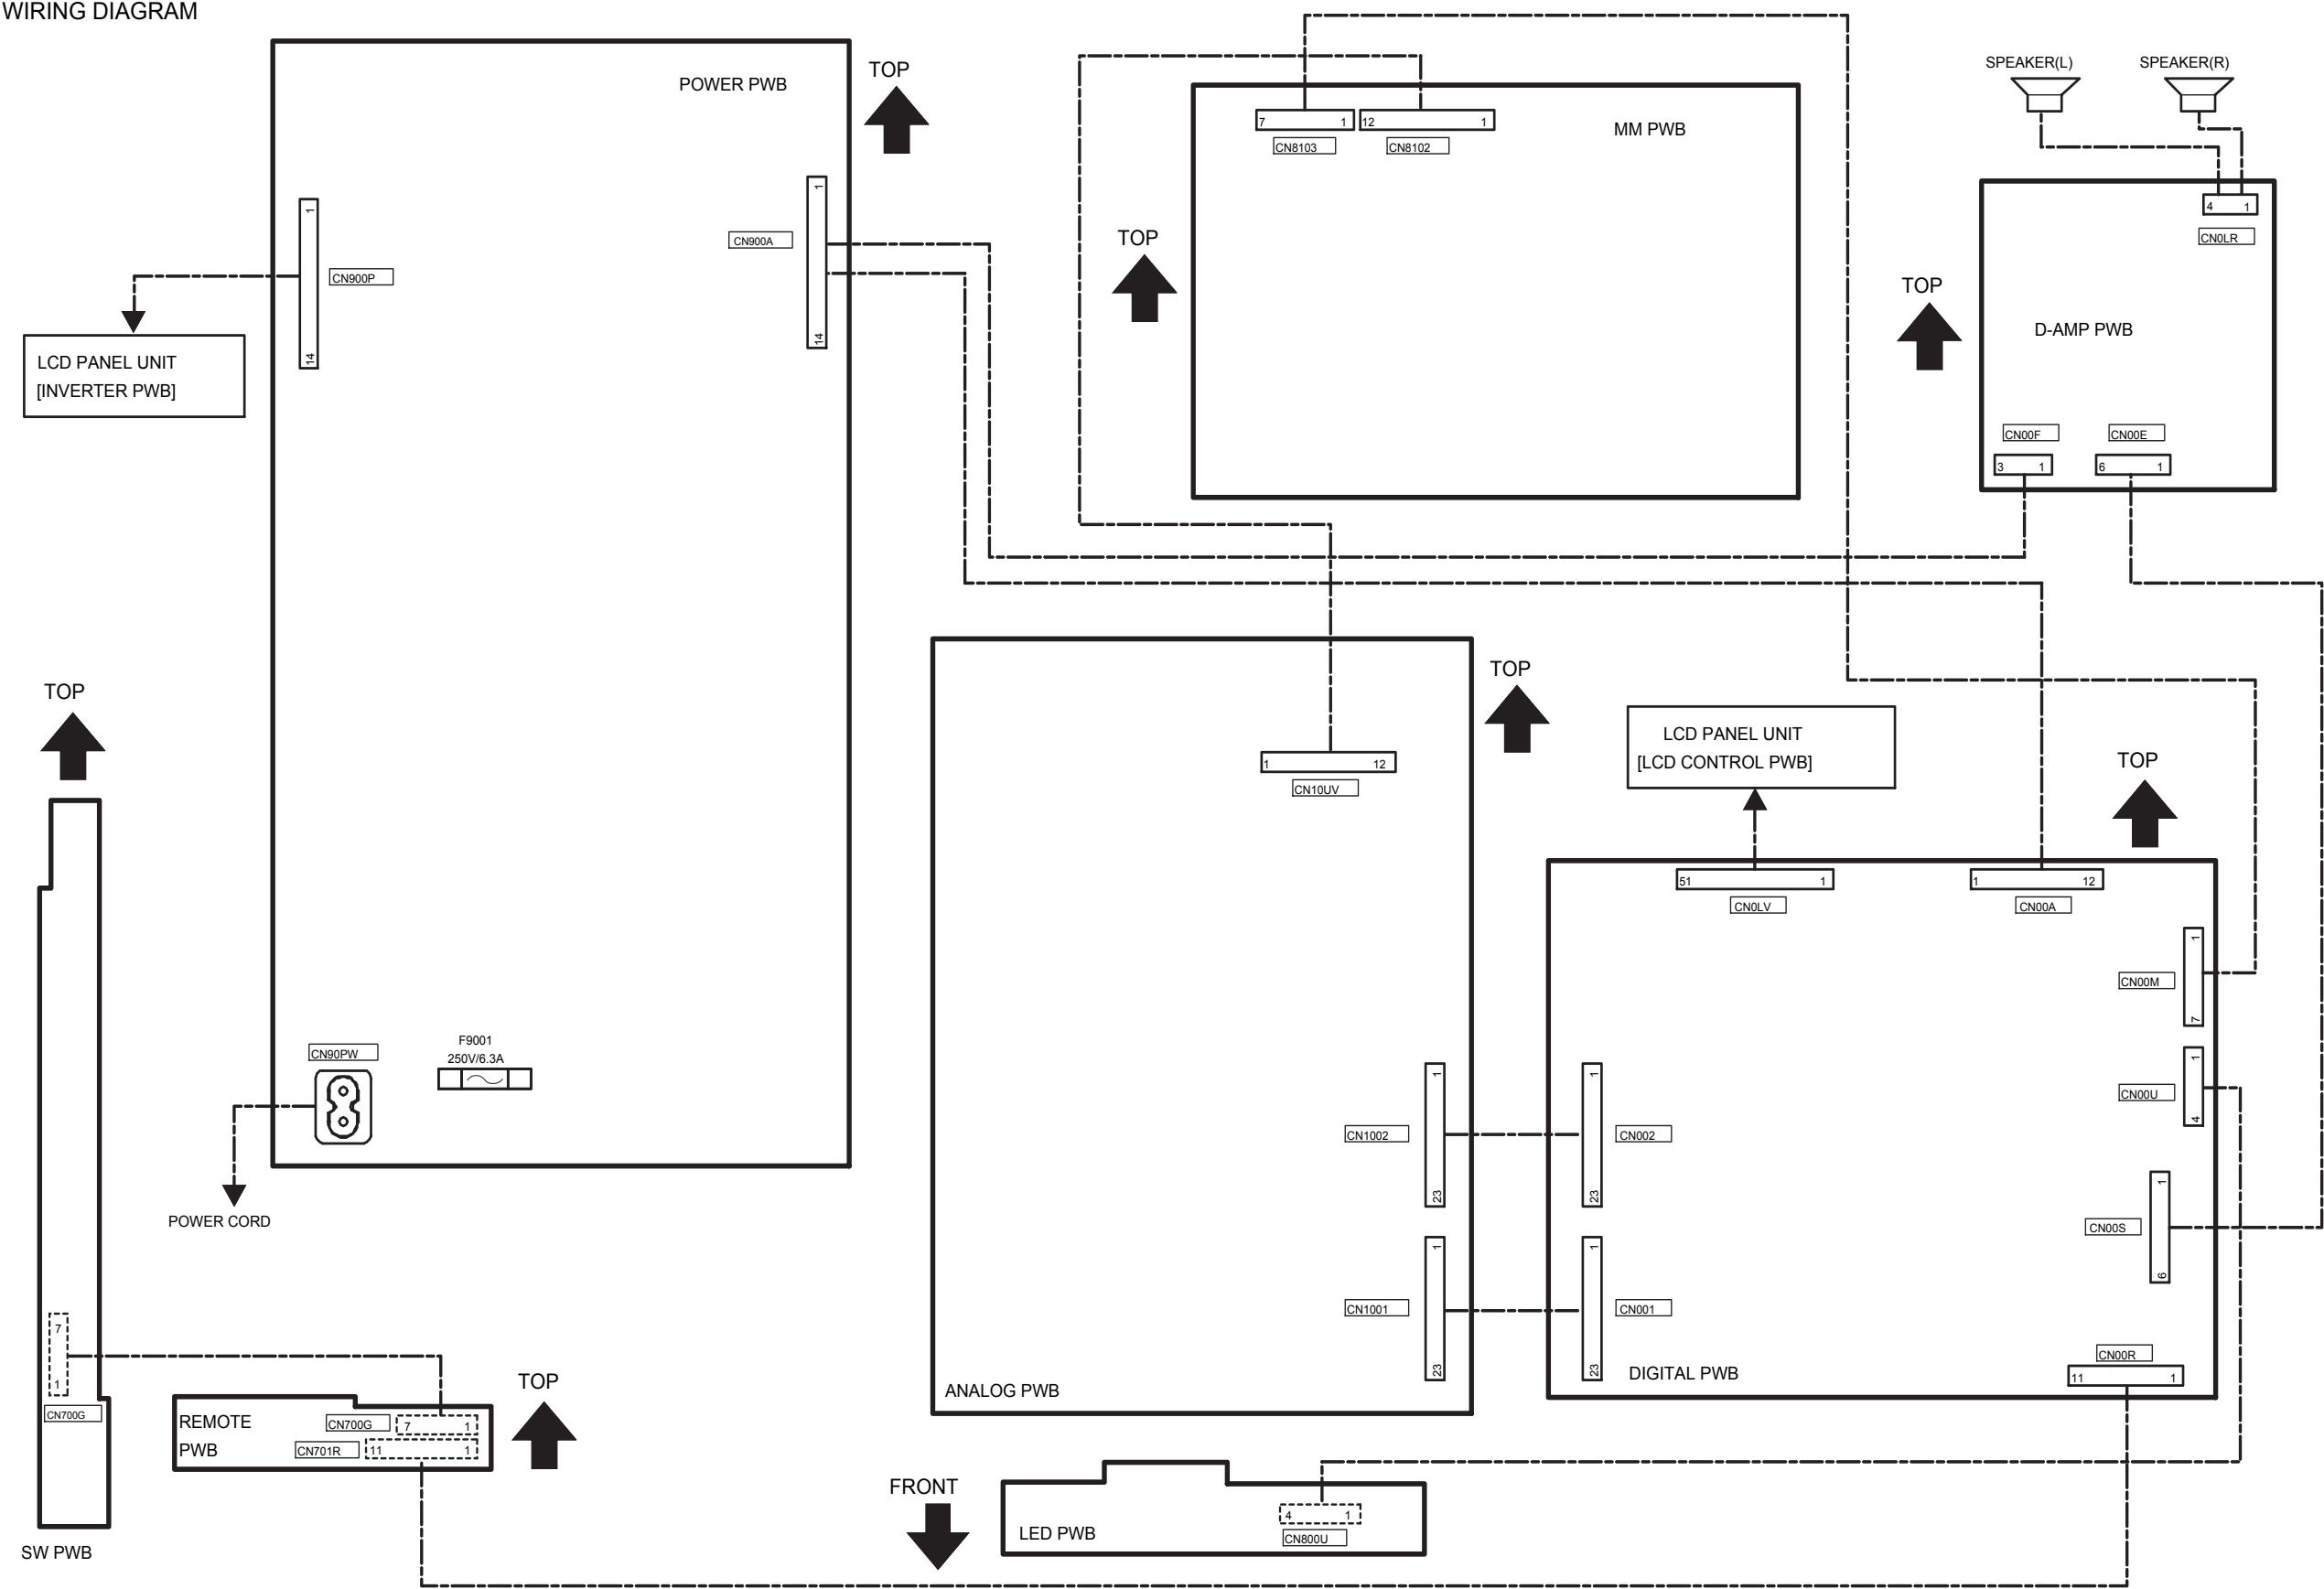 WIRING DIAGRAM
POWER PWB
TOP
1
14
CN900P
CN900A
1
14
LCD PANEL UNIT
[INVERTER PWB]
CN90PW
F9001
250V/6.3A
POWER CORD
7 1
12 1
CN8103
CN8102
MM PWB
TOP
SPEAKER(L)
SPEAKER(R)
4 1
CN0LR
TOP
D-AMP PWB
CN00F
CN00E
3 1
6 1
TOP
1 12
CN10UV
CN1002
1
23
CN1001
1
23
ANALOG PWB
LCD PANEL UNIT
[LCD CONTROL PWB]
TOP
51 1
CN0LV
1 12
CN00A
CN00M
1
7
CN00U
1
4
CN00S
1
6
1
23
CN002
1
23
CN001
DIGITAL PWB
CN00R
11 1
TOP
7
1
CN700G
SW PWB
REMOTE
PWB
CN700G
7 1
CN701R
11 1
TOP
FRONT
LED PWB
4 1
CN800U